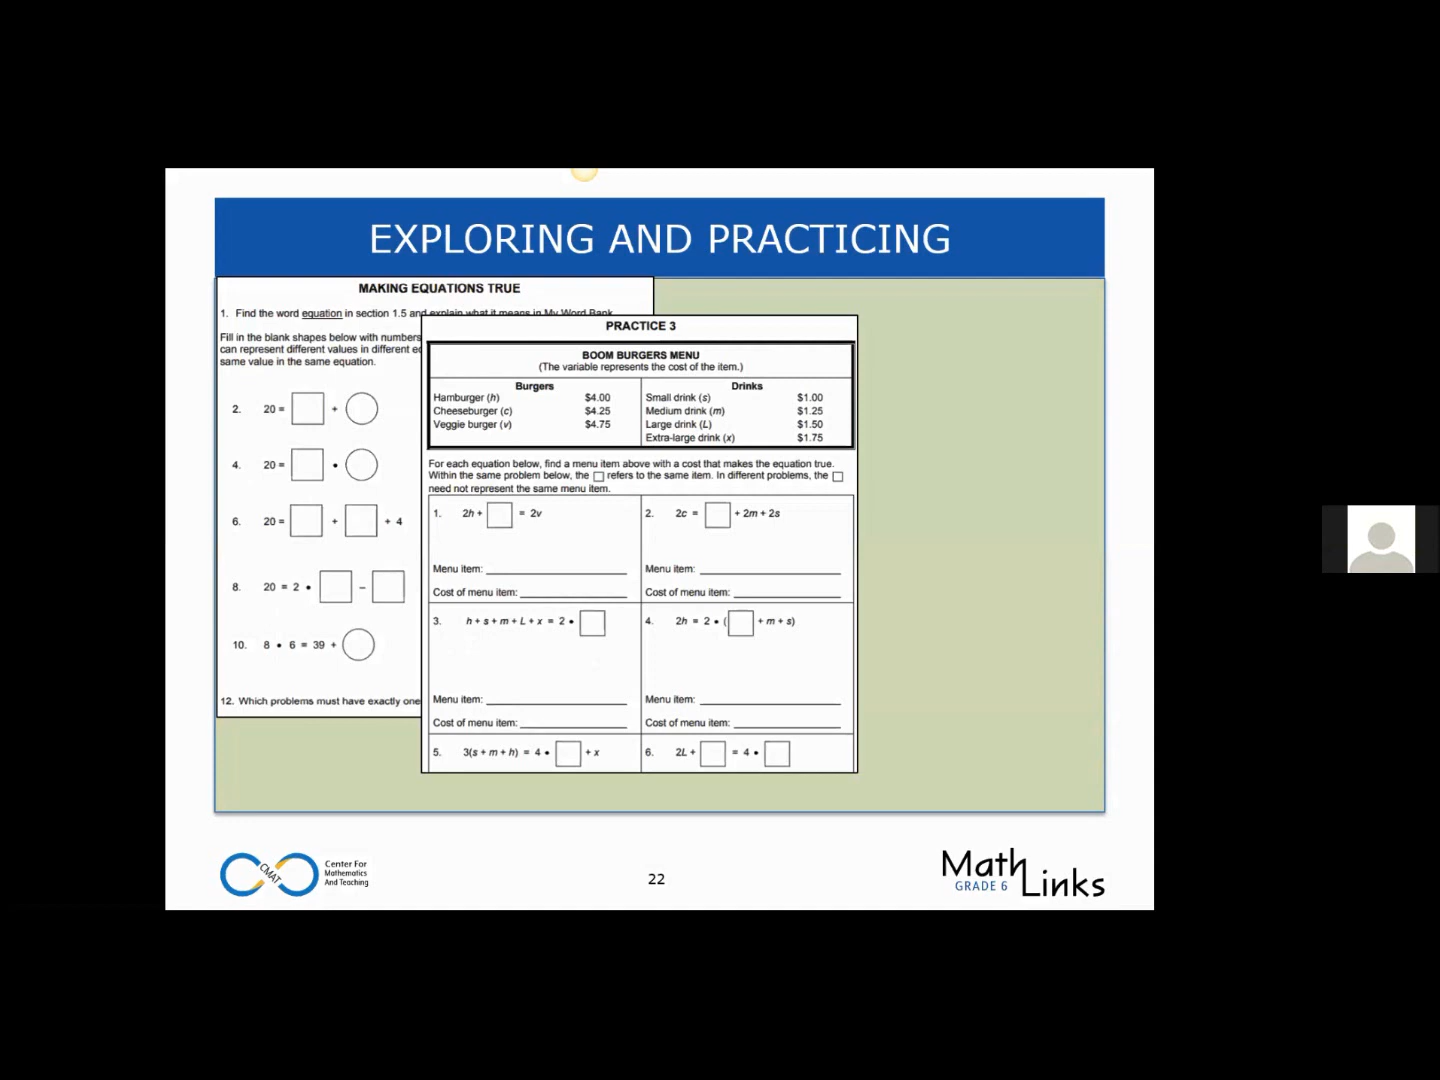 EXPLORING AND PRACTICING
MAKING EQUATIONS TRUE
1. Find the word equation in section 1.5 and explain what it means in My Word Bank.
Fill in the blank shapes below with numbers
can represent different values in different
same value in the same equation.
2. 20 = □ + ○
4. 20 = □ • ○
6. 20 = □ + □ + 4
8. 20 = 2 • □ – □
10. 8 • 6 = 39 + ○
12. Which problems must have exactly one
PRACTICE 3
BOOM BURGERS MENU
(The variable represents the cost of the item.)
Burgers
Hamburger (h) $4.00
Cheeseburger (c) $4.25
Veggie burger (v) $4.75
Drinks
Small drink (s) $1.00
Medium drink (m) $1.25
Large drink (L) $1.50
Extra-large drink (x) $1.75
For each equation below, find a menu item above with a cost that makes the equation true.
Within the same problem below, the □ refers to the same item. In different problems, the □
need not represent the same menu item.
1. 2h + □ = 2v
Menu item:
Cost of menu item:
2. 2c = □ + 2m + 2s
Menu item:
Cost of menu item:
3. h + s + m + L + x = 2 • □
Menu item:
Cost of menu item:
4. 2h = 2 • (□ + m + s)
Menu item:
Cost of menu item:
5. 3(s + m + h) = 4 • □ + x
6. 2L + □ = 4 • □
CMAT
Center For
Mathematics
And Teaching
22
Math
Links
GRADE 6